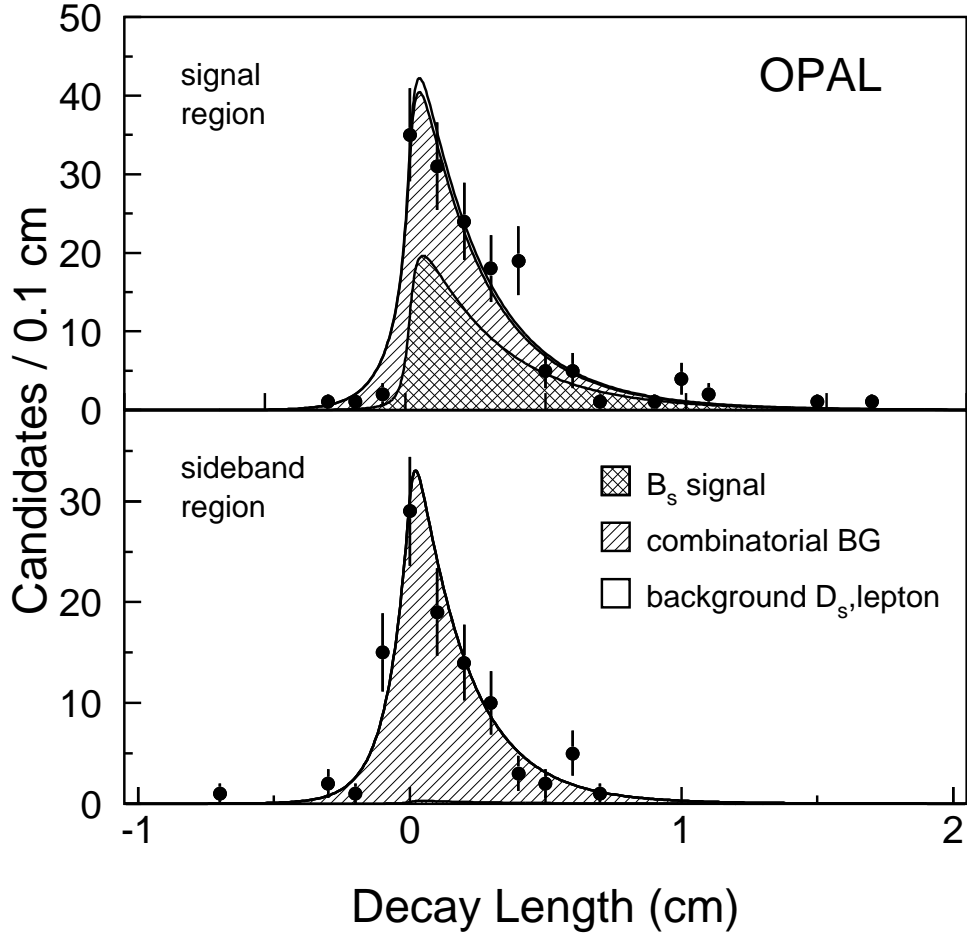 50
40
30
20
10
0
signal
region
OPAL
Candidates / 0.1 cm
30
20
10
0
sideband
region
B_s signal
combinatorial BG
background D_s,lepton
-1 0 1 2
Decay Length (cm)